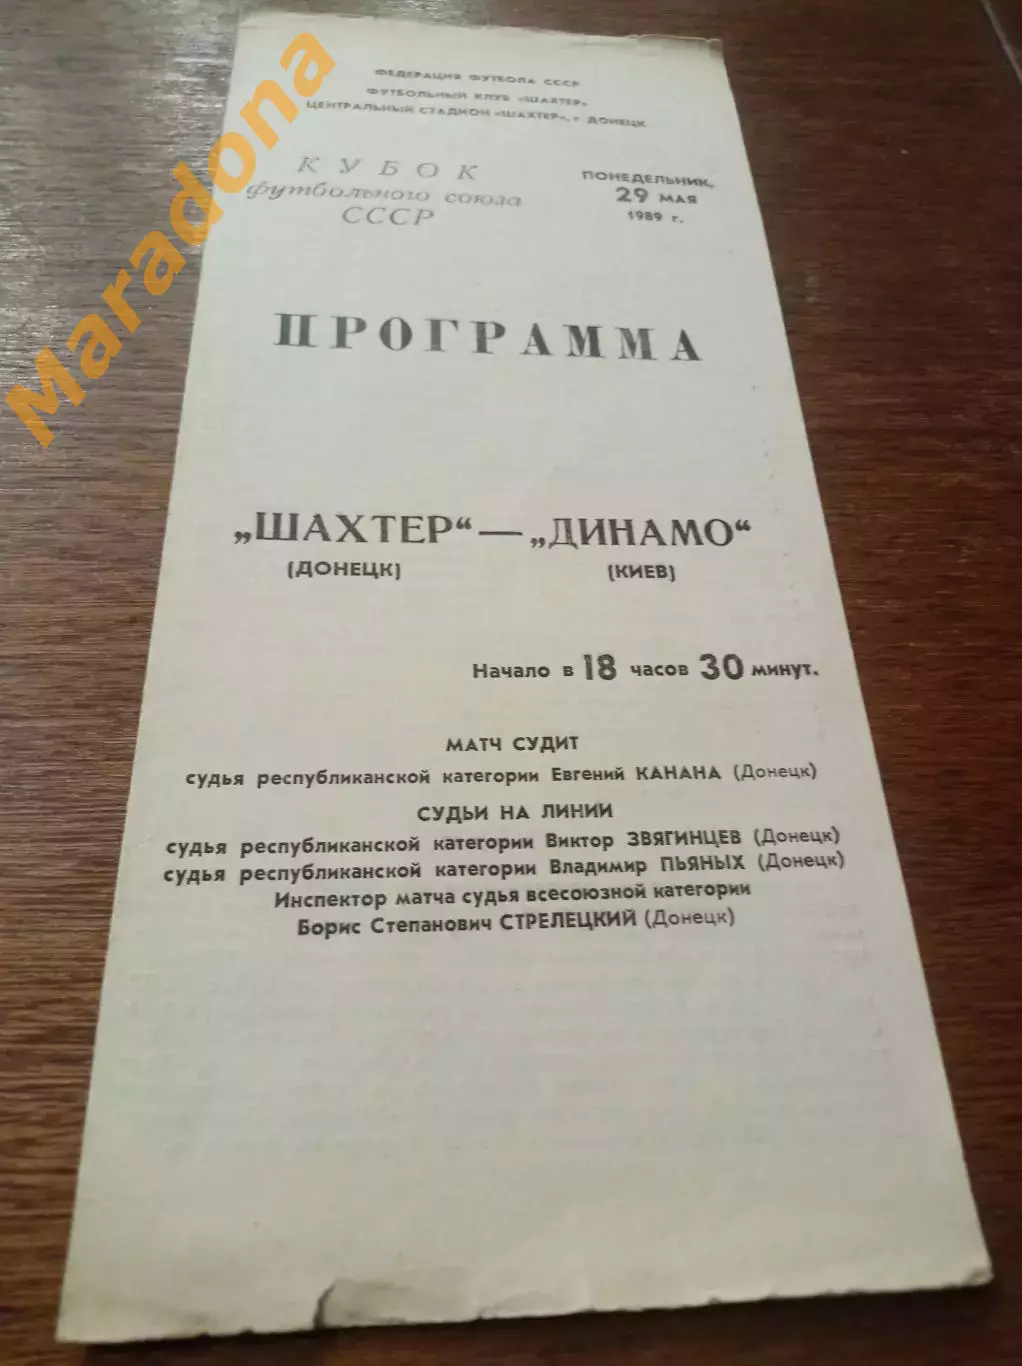 ФЕДЕРАЦИЯ ФУТБОЛА СССР
ФУТБОЛЬНЫЙ КЛУБ «ШАХТЕР»
ЦЕНТРАЛЬНЫЙ СТАДИОН «ШАХТЕР», г ДОНЕЦК
КУБОК
футбольного союза
СССР
ПОНЕДЕЛЬНИК,
29 МАЯ
1989 г.
ПРОГРАММА
„ШАХТЕР“ — „ДИНАМО“
(ДОНЕЦК) (КИЕВ)
Начало в 18 часов 30 минут.
МАТЧ СУДИТ
судья республиканской категории Евгений КАНАНА (Донецк)
СУДЬИ НА ЛИНИИ
судья республиканской категории Виктор ЗВЯГИНЦЕВ (Донецк)
судья республиканской категории Владимир ПЬЯНЫХ (Донецк)
Инспектор матча судья всесоюзной категории
Борис Степанович СТРЕЛЕЦКИЙ (Донецк)
Maradona